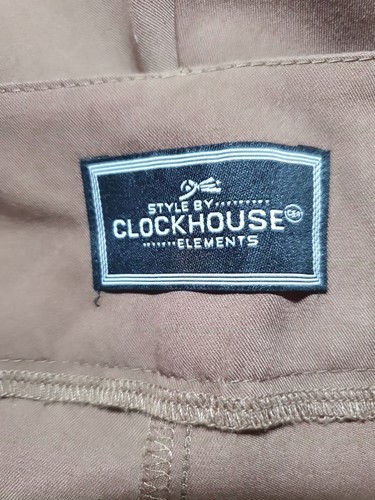 STYLE BY..........
CLOCKHOUSE C&A
.......ELEMENTS